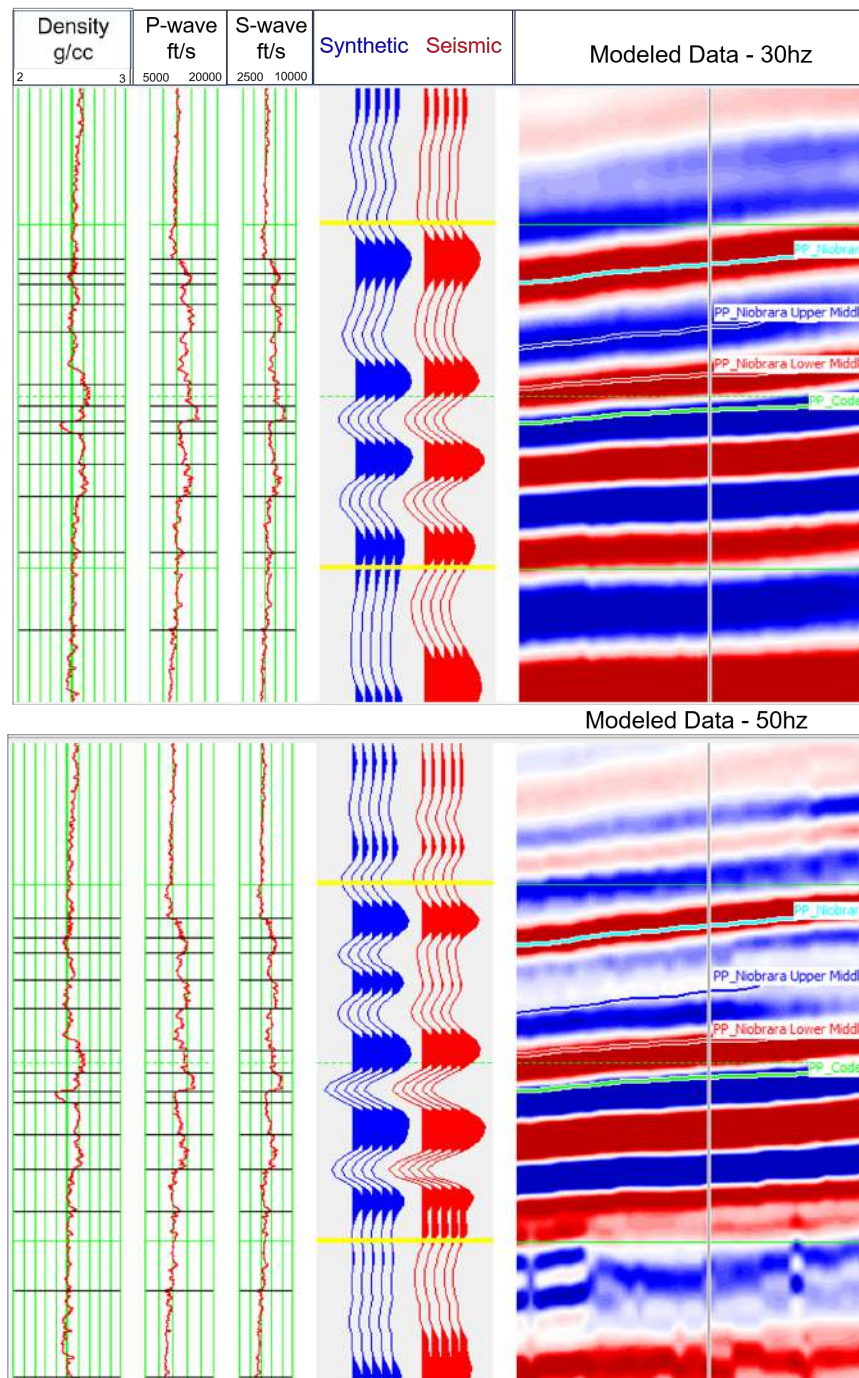 Density
g/cc
2 3
P-wave
ft/s
5000 20000
S-wave
ft/s
2500 10000
Synthetic Seismic
Modeled Data - 30hz
PP_Niobrar
PP_Niobrara Upper Middl
PP_Niobrara Lower Middl
PP_Code
Modeled Data - 50hz
PP_Niobrar
PP_Niobrara Upper Middl
PP_Niobrara Lower Middl
PP_Code